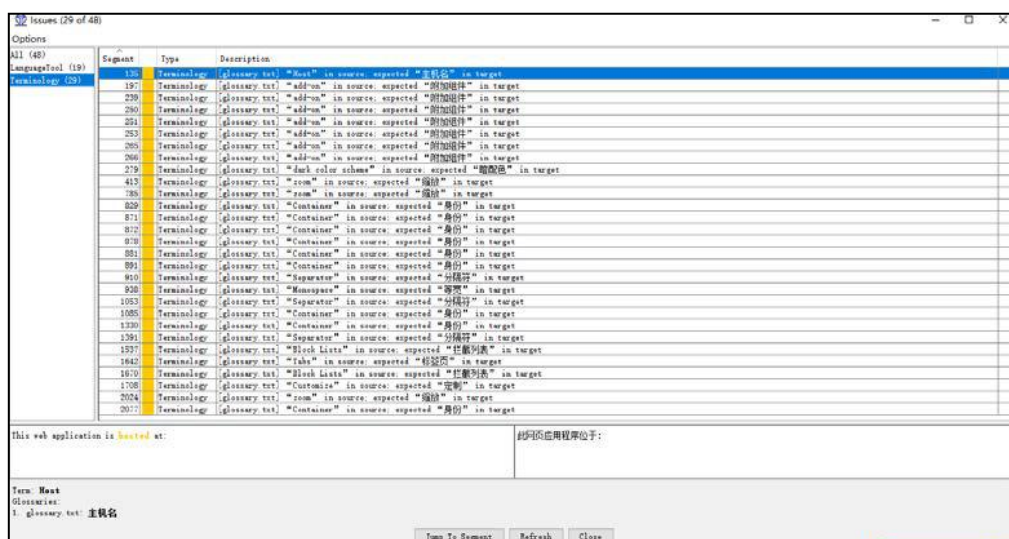 Issues (29 of 48)
Options
All (48)
LanguageTool (19)
Terminology (29)
Segment Type Description
135 Terminology [glossary.txt] "Host" in source; expected "主机名" in target
197 Terminology [glossary.txt] "add-on" in source; expected "附加组件" in target
239 Terminology [glossary.txt] "add-on" in source; expected "附加组件" in target
250 Terminology [glossary.txt] "add-on" in source; expected "附加组件" in target
251 Terminology [glossary.txt] "add-on" in source; expected "附加组件" in target
253 Terminology [glossary.txt] "add-on" in source; expected "附加组件" in target
265 Terminology [glossary.txt] "add-on" in source; expected "附加组件" in target
266 Terminology [glossary.txt] "add-on" in source; expected "附加组件" in target
279 Terminology [glossary.txt] "dark color scheme" in source; expected "暗配色" in target
413 Terminology [glossary.txt] "zoom" in source; expected "缩放" in target
785 Terminology [glossary.txt] "zoom" in source; expected "缩放" in target
829 Terminology [glossary.txt] "Container" in source; expected "身份" in target
871 Terminology [glossary.txt] "Container" in source; expected "身份" in target
872 Terminology [glossary.txt] "Container" in source; expected "身份" in target
878 Terminology [glossary.txt] "Container" in source; expected "身份" in target
881 Terminology [glossary.txt] "Container" in source; expected "身份" in target
891 Terminology [glossary.txt] "Container" in source; expected "身份" in target
910 Terminology [glossary.txt] "Separator" in source; expected "分隔符" in target
938 Terminology [glossary.txt] "Monospace" in source; expected "等宽" in target
1053 Terminology [glossary.txt] "Separator" in source; expected "分隔符" in target
1085 Terminology [glossary.txt] "Container" in source; expected "身份" in target
1330 Terminology [glossary.txt] "Container" in source; expected "身份" in target
1391 Terminology [glossary.txt] "Separator" in source; expected "分隔符" in target
1537 Terminology [glossary.txt] "Block Lists" in source; expected "拦截列表" in target
1642 Terminology [glossary.txt] "Tabs" in source; expected "标签页" in target
1670 Terminology [glossary.txt] "Block Lists" in source; expected "拦截列表" in target
1708 Terminology [glossary.txt] "Customize" in source; expected "定制" in target
2024 Terminology [glossary.txt] "zoom" in source; expected "缩放" in target
2077 Terminology [glossary.txt] "Container" in source; expected "身份" in target
This web application is hosted at:
此网页应用程序位于:
Term: Host
Glossaries:
1. glossary.txt: 主机名
Jump To Segment Refresh Close